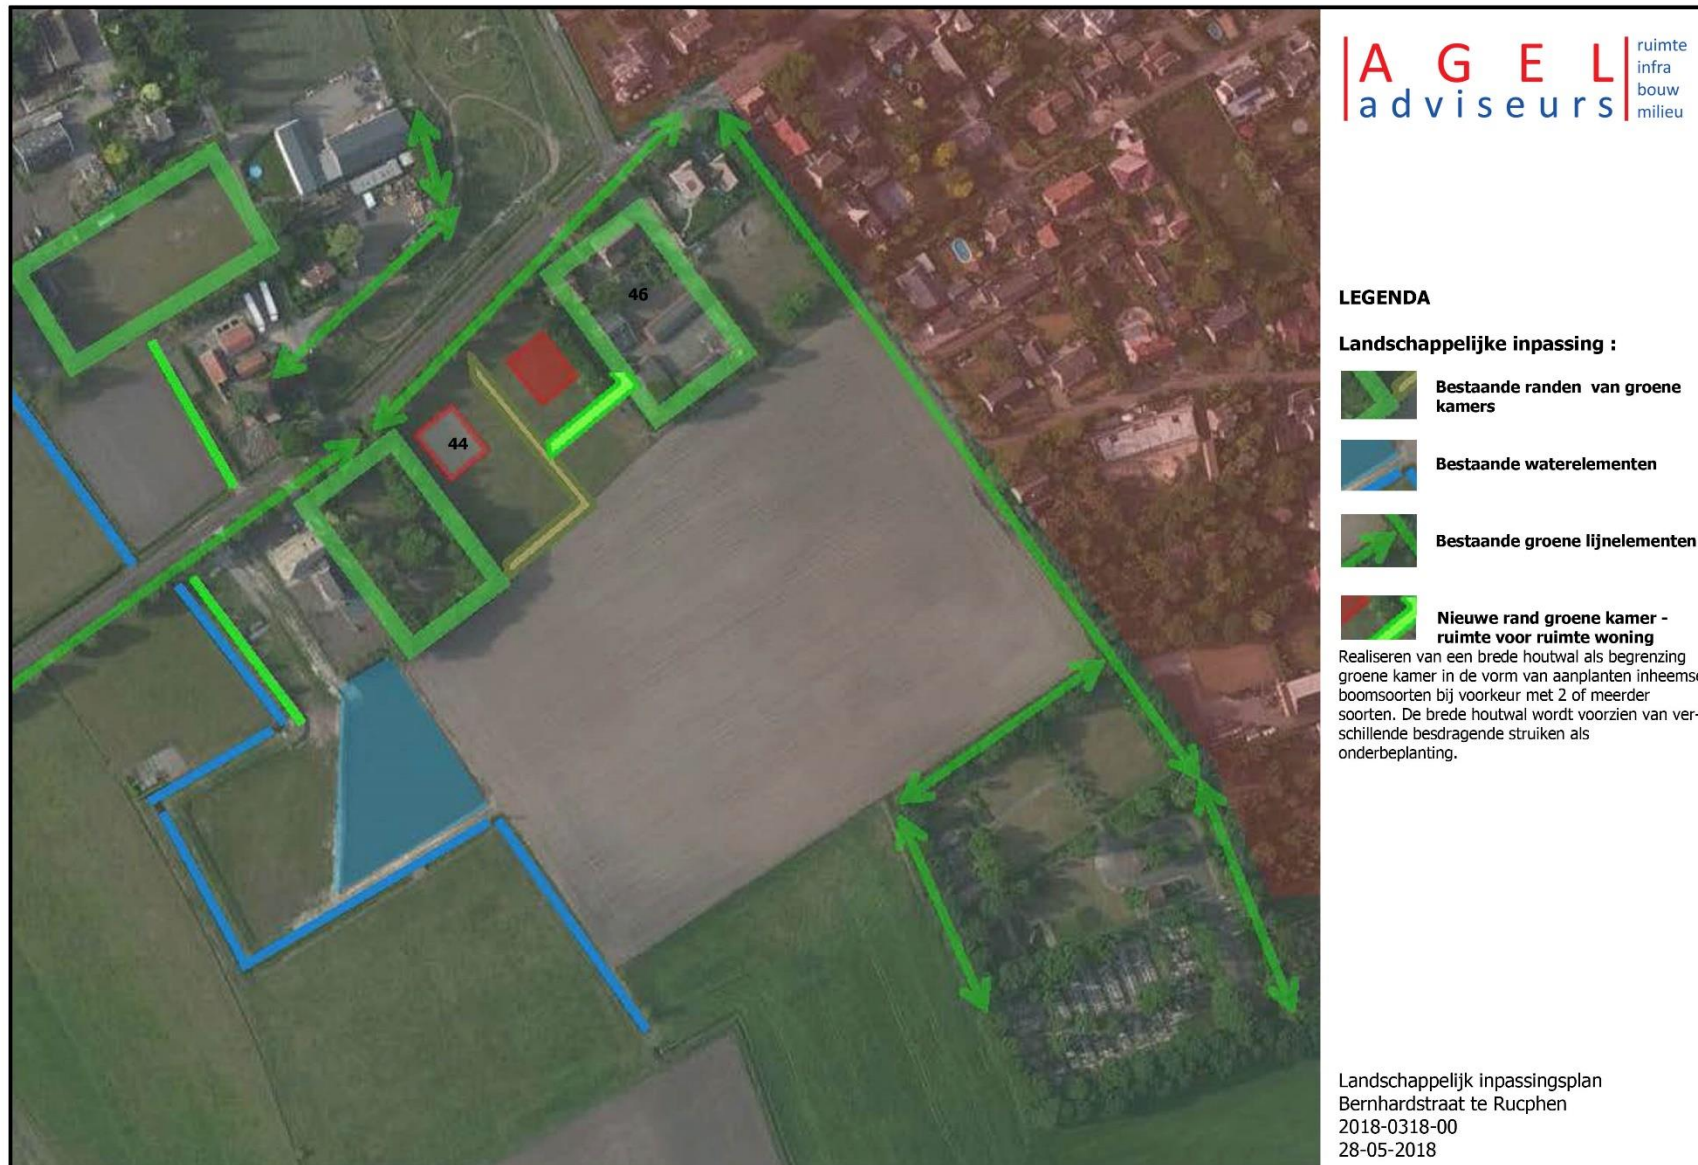 AGEL
adviseurs
ruimte
infra
bouw
milieu
LEGENDA
Landschappelijke inpassing :
Bestaande randen van groene
kamers
Bestaande waterelementen
Bestaande groene lijnelementen
Nieuwe rand groene kamer -
ruimte voor ruimte woning
Realiseren van een brede houtwal als begrenzing
groene kamer in de vorm van aanplanten inheemse
boomsoorten bij voorkeur met 2 of meerder
soorten. De brede houtwal wordt voorzien van ver-
schillende besdragende struiken als
onderbeplanting.
46
44
Landschappelijk inpassingsplan
Bernhardstraat te Rucphen
2018-0318-00
28-05-2018